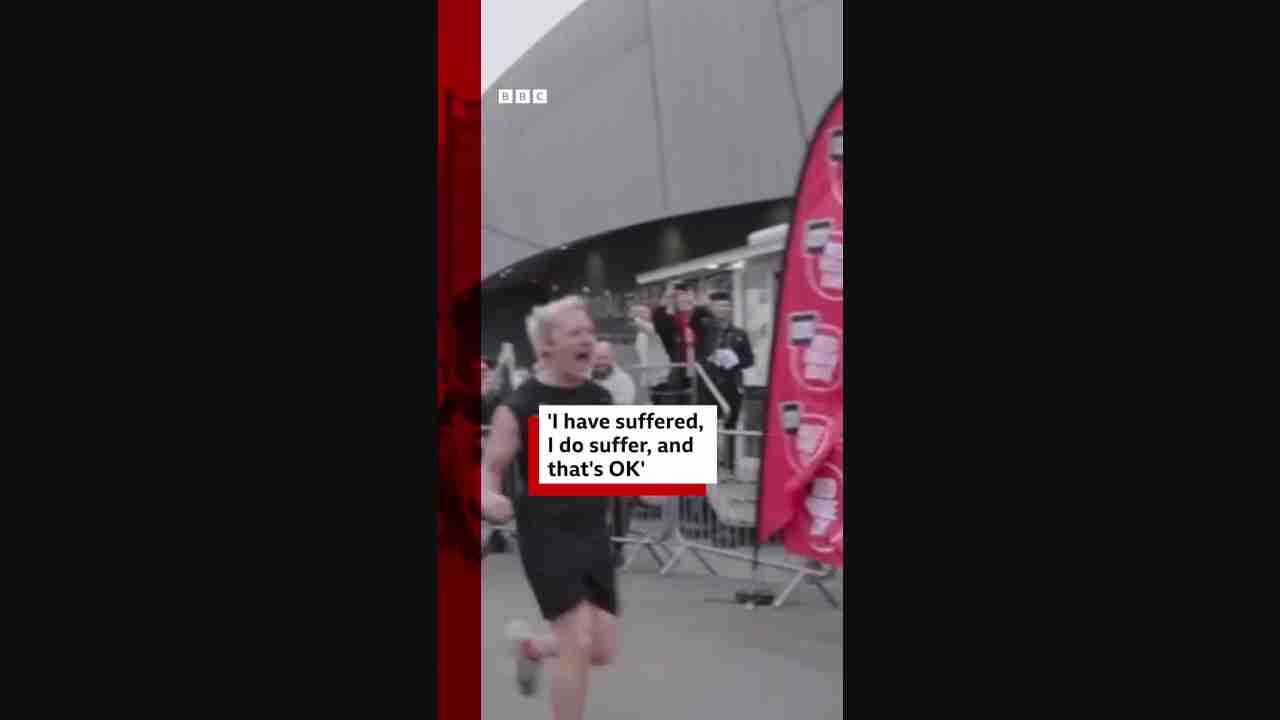 BBC
'I have suffered,
I do suffer, and
that's OK'